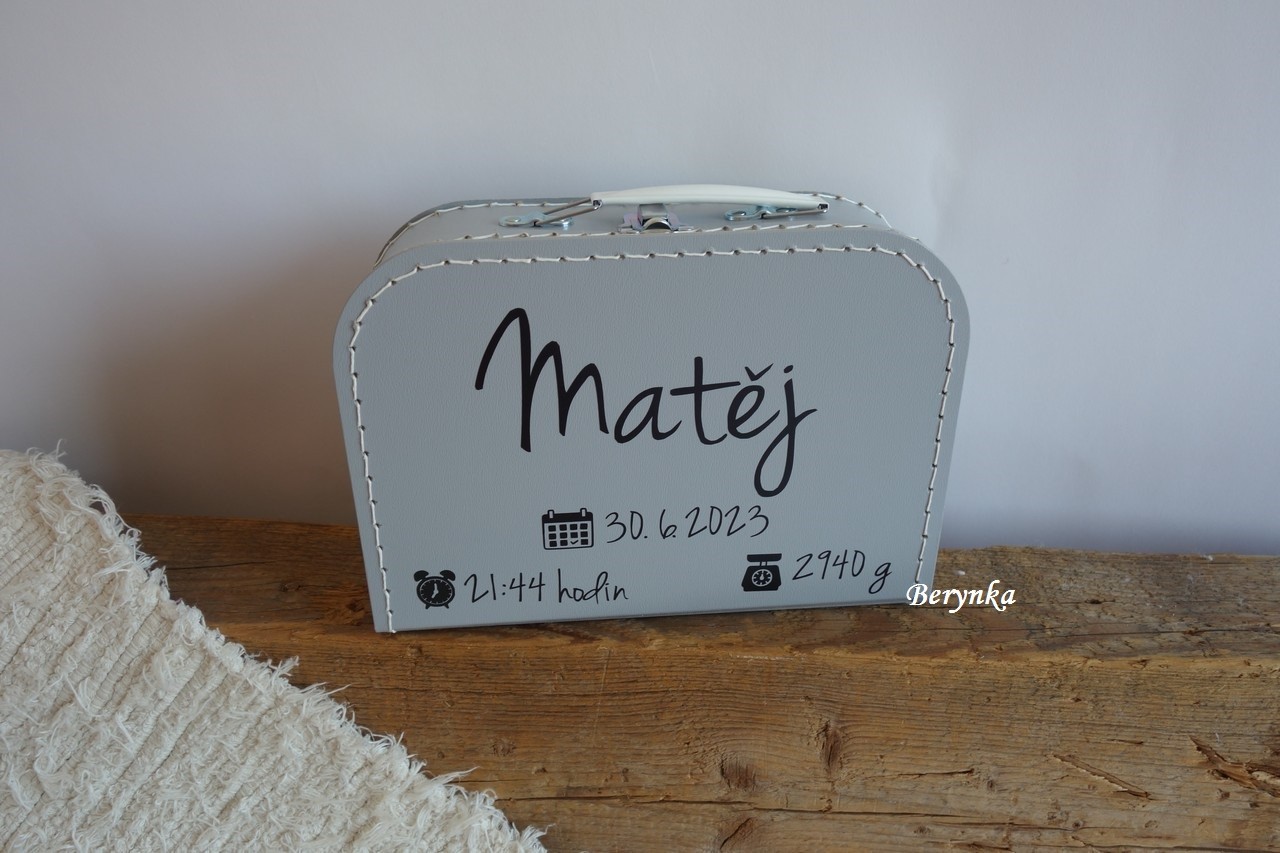 Matěj
30.6.2023
21:44 hodin
2940 g
Berynka